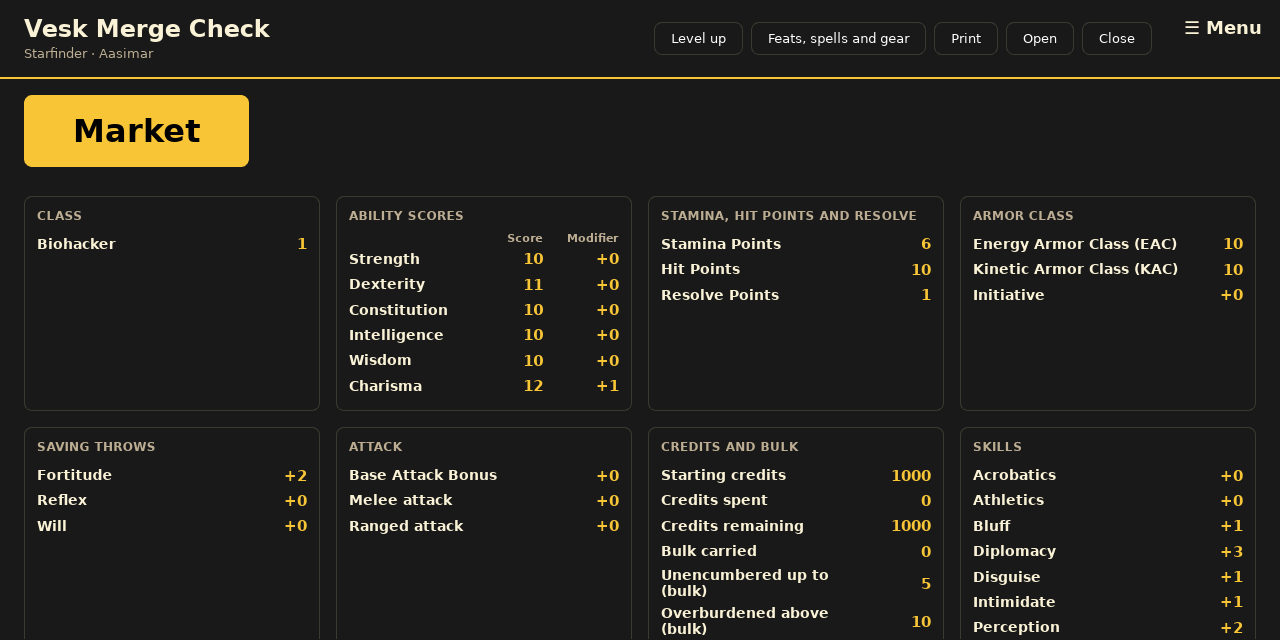 Vesk Merge Check
Starfinder · Aasimar
Level up
Feats, spells and gear
Print
Open
Close
☰ Menu
Market
CLASS
Biohacker 1
ABILITY SCORES
Score Modifier
Strength 10 +0
Dexterity 11 +0
Constitution 10 +0
Intelligence 10 +0
Wisdom 10 +0
Charisma 12 +1
STAMINA, HIT POINTS AND RESOLVE
Stamina Points 6
Hit Points 10
Resolve Points 1
ARMOR CLASS
Energy Armor Class (EAC) 10
Kinetic Armor Class (KAC) 10
Initiative +0
SAVING THROWS
Fortitude +2
Reflex +0
Will +0
ATTACK
Base Attack Bonus +0
Melee attack +0
Ranged attack +0
CREDITS AND BULK
Starting credits 1000
Credits spent 0
Credits remaining 1000
Bulk carried 0
Unencumbered up to
(bulk) 5
Overburdened above
(bulk) 10
SKILLS
Acrobatics +0
Athletics +0
Bluff +1
Diplomacy +3
Disguise +1
Intimidate +1
Perception +2